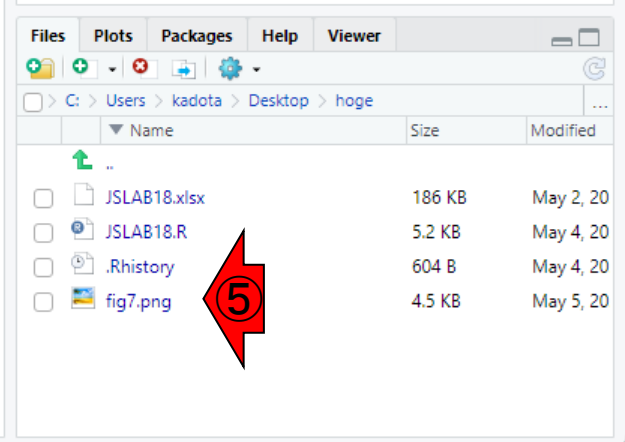 Files Plots Packages Help Viewer
C: > Users > kadota > Desktop > hoge ...
Name Size Modified
..
JSLAB18.xlsx 186 KB May 2, 20
JSLAB18.R 5.2 KB May 4, 20
.Rhistory 604 B May 4, 20
fig7.png ⑤ 4.5 KB May 5, 20